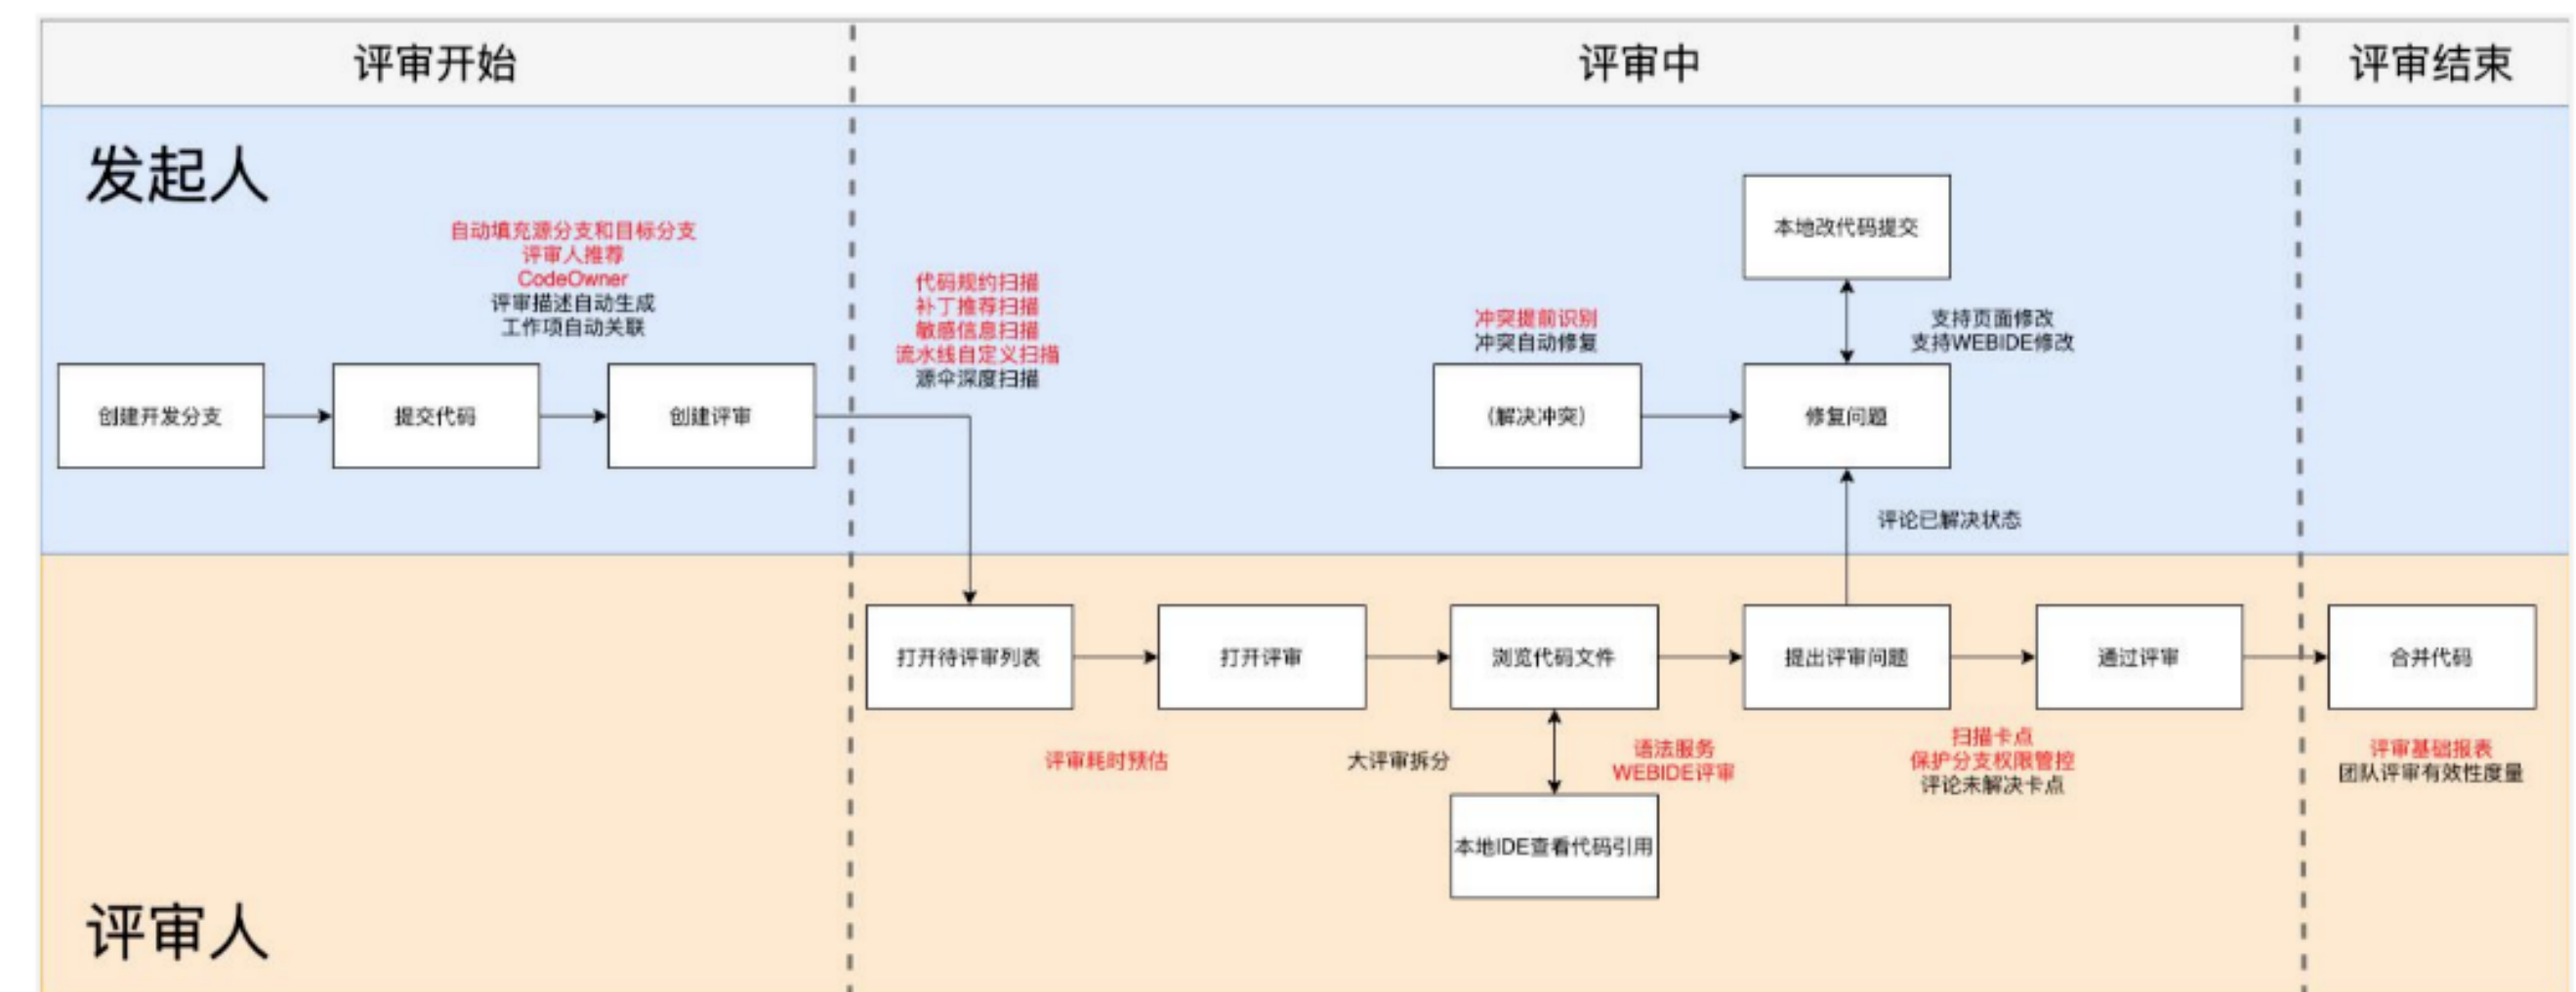 评审开始
评审中
评审结束
发起人
自动填充源分支和目标分支
评审人推荐
CodeOwner
评审描述自动生成
工作项自动关联
创建开发分支
提交代码
创建评审
代码规约扫描
补丁推荐扫描
敏感信息扫描
流水线自定义扫描
源伞深度扫描
冲突提前识别
冲突自动修复
(解决冲突)
本地改代码提交
支持页面修改
支持WEBIDE修改
修复问题
评论已解决状态
打开待评审列表
打开评审
浏览代码文件
提出评审问题
通过评审
合并代码
评审耗时预估
大评审拆分
语法服务
WEBIDE评审
扫描卡点
保护分支权限管控
评论未解决卡点
评审基础报表
团队评审有效性度量
本地IDE查看代码引用
评审人